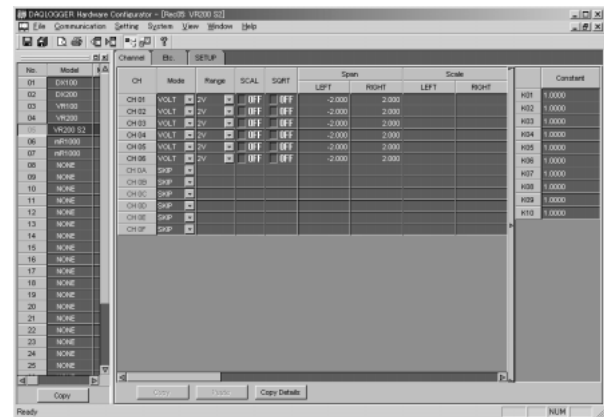 DAQLOGGER Hardware Configurator - [Rec05: VR200 S2]
File Communication Setting System View Window Help
Channel Etc. SETUP
No. Model
01 DX100
02 DX200
03 VR100
04 VR200
05 VR200 S2
06 mR1000
07 mR1000
08 NONE
09 NONE
10 NONE
11 NONE
12 NONE
13 NONE
14 NONE
15 NONE
16 NONE
17 NONE
18 NONE
19 NONE
20 NONE
21 NONE
22 NONE
23 NONE
24 NONE
25 NONE
Copy
CH Mode Range SCAL SQRT Span Scale
LEFT RIGHT LEFT RIGHT
CH 01 VOLT 2V OFF OFF -2.000 2.000
CH 02 VOLT 2V OFF OFF -2.000 2.000
CH 03 VOLT 2V OFF OFF -2.000 2.000
CH 04 VOLT 2V OFF OFF -2.000 2.000
CH 05 VOLT 2V OFF OFF -2.000 2.000
CH 06 VOLT 2V OFF OFF -2.000 2.000
CH 0A SKIP
CH 0B SKIP
CH 0C SKIP
CH 0D SKIP
CH 0E SKIP
CH 0F SKIP
Constant
K01 1.0000
K02 1.0000
K03 1.0000
K04 1.0000
K05 1.0000
K06 1.0000
K07 1.0000
K08 1.0000
K09 1.0000
K10 1.0000
Copy Paste Copy Details
Ready NUM